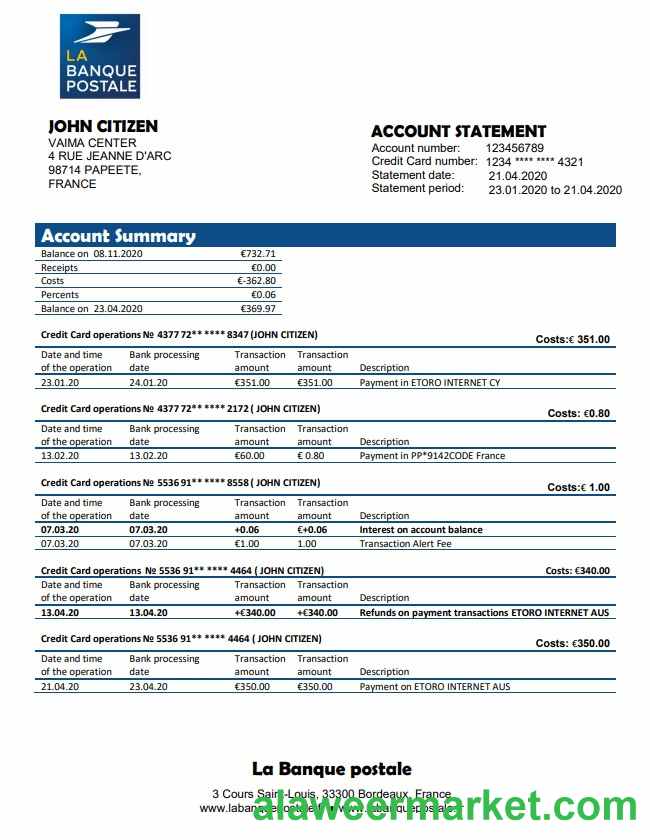 LA
BANQUE
POSTALE
JOHN CITIZEN
VAIMA CENTER
4 RUE JEANNE D'ARC
98714 PAPEETE,
FRANCE
ACCOUNT STATEMENT
Account number: 123456789
Credit Card number: 1234 **** **** 4321
Statement date: 21.04.2020
Statement period: 23.01.2020 to 21.04.2020
Account Summary
Balance on 08.11.2020 €732.71
Receipts €0.00
Costs €-362.80
Percents €0.06
Balance on 23.04.2020 €369.97
Credit Card operations № 4377 72** **** 8347 (JOHN CITIZEN) Costs:€ 351.00
Date and time Bank processing Transaction Transaction
of the operation date amount amount Description
23.01.20 24.01.20 €351.00 €351.00 Payment in ETORO INTERNET CY
Credit Card operations № 4377 72** **** 2172 ( JOHN CITIZEN) Costs: €0.80
Date and time Bank processing Transaction Transaction
of the operation date amount amount Description
13.02.20 13.02.20 €60.00 € 0.80 Payment in PP*9142CODE France
Credit Card operations № 5536 91** **** 8558 ( JOHN CITIZEN) Costs:€ 1.00
Date and time Bank processing Transaction Transaction
of the operation date amount amount Description
07.03.20 07.03.20 +0.06 €+0.06 Interest on account balance
07.03.20 07.03.20 €1.00 1.00 Transaction Alert Fee
Credit Card operations № 5536 91** **** 4464 ( JOHN CITIZEN) Costs: €340.00
Date and time Bank processing Transaction Transaction
of the operation date amount amount Description
13.04.20 13.04.20 +€340.00 +€340.00 Refunds on payment transactions ETORO INTERNET AUS
Credit Card operations № 5536 91** **** 4464 ( JOHN CITIZEN) Costs: €350.00
Date and time Bank processing Transaction Transaction
of the operation date amount amount Description
21.04.20 23.04.20 €350.00 €350.00 Payment on ETORO INTERNET AUS
La Banque postale
3 Cours Saint-Louis, 33300 Bordeaux, France
alaweermarket.com